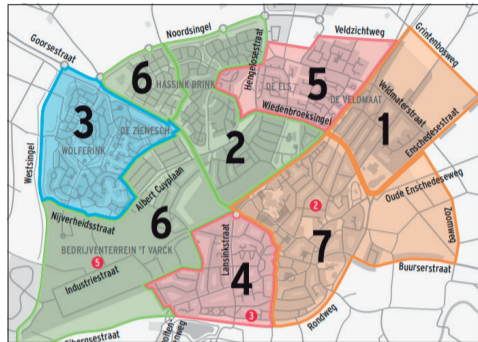 Noordsingel
Veldzichtweg
Grintenbosweg
Goorsestraat
6
HASSINK-BRINK
Hengelosestraat
DE ELS
5
DE VELDMAAT
Veldmaterstraat
1
Enschedesestraat
3
DE ZIENESCH
WOLFERINK
Wiedenbroeksingel
2
Westsingel
Albert Cuyplaan
Oude Enschedeseweg
2
Nijverheidsstraat
6
Zoomweg
BEDRIJVENTERREIN 'T VARCK
5
Lansinkstraat
7
Buurserstraat
Industriestraat
4
3
Rondweg